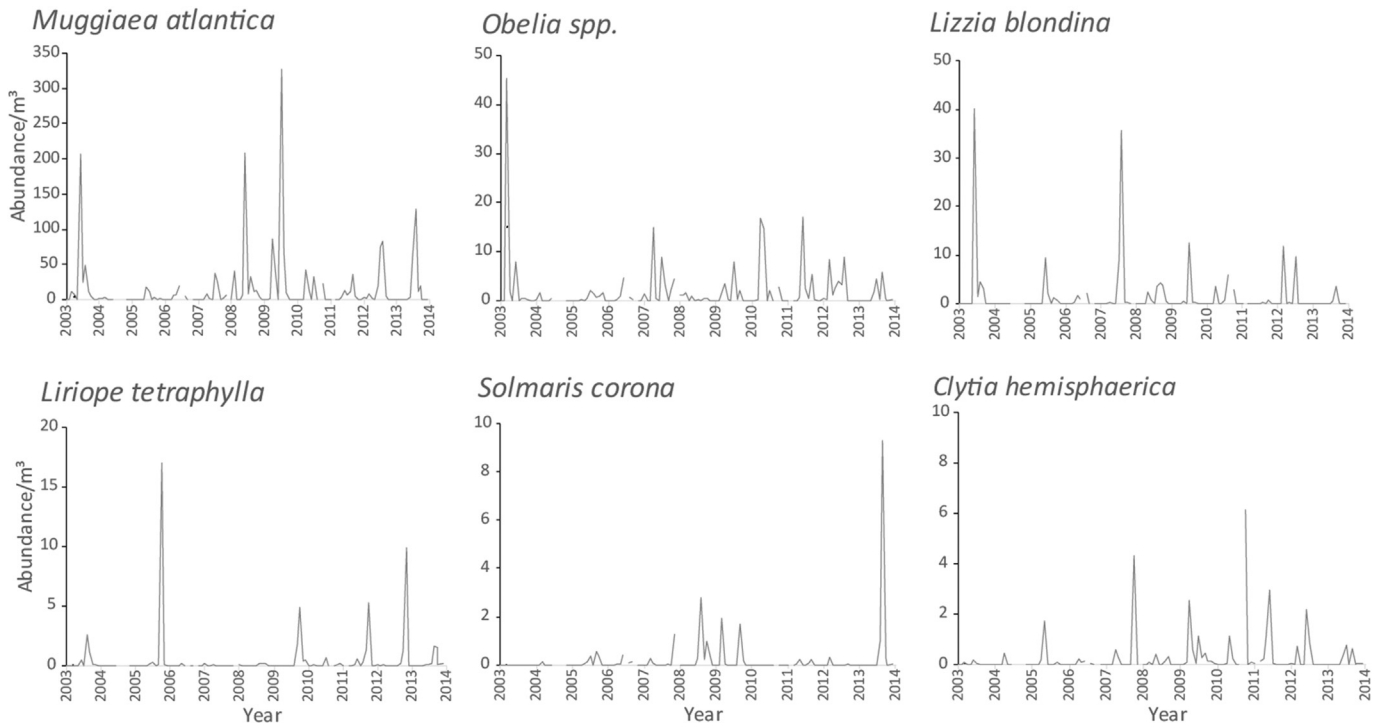 Muggiaea atlantica
Abundance/m³
350
300
250
200
150
100
50
0
2003 2004 2005 2006 2007 2008 2009 2010 2011 2012 2013 2014
Obelia spp.
50
40
30
20
10
0
2003 2004 2005 2006 2007 2008 2009 2010 2011 2012 2013 2014
Lizzia blondina
50
40
30
20
10
0
2003 2004 2005 2006 2007 2008 2009 2010 2011 2012 2013 2014
Liriope tetraphylla
Abundance/m³
20
15
10
5
0
2003 2004 2005 2006 2007 2008 2009 2010 2011 2012 2013 2014
Year
Solmaris corona
10
8
6
4
2
0
2003 2004 2005 2006 2007 2008 2009 2010 2011 2012 2013 2014
Year
Clytia hemisphaerica
10
8
6
4
2
0
2003 2004 2005 2006 2007 2008 2009 2010 2011 2012 2013 2014
Year